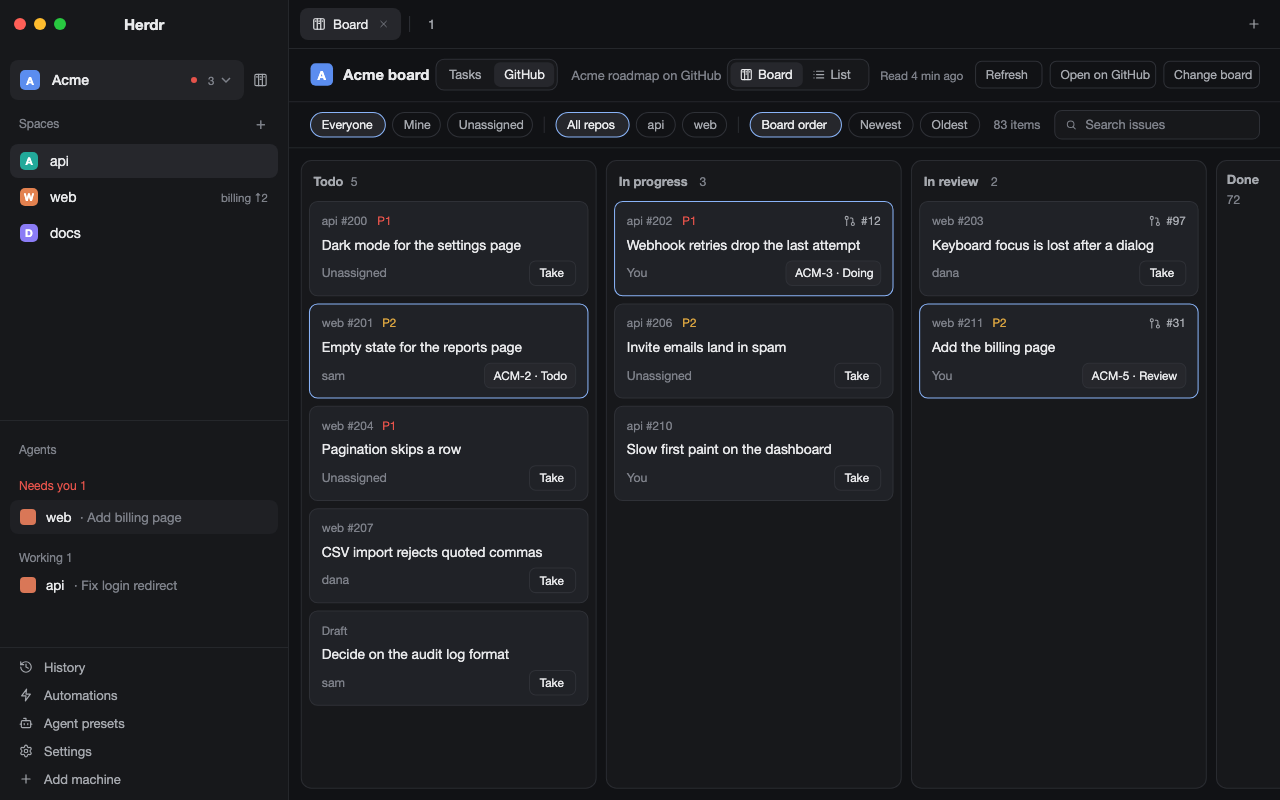 Herdr
A Acme 3
Spaces
A api
W web billing ↑2
D docs
Agents
Needs you 1
web · Add billing page
Working 1
api · Fix login redirect
History
Automations
Agent presets
Settings
Add machine
Board 1
A Acme board Tasks GitHub Acme roadmap on GitHub Board List Read 4 min ago Refresh Open on GitHub Change board
Everyone Mine Unassigned All repos api web Board order Newest Oldest 83 items Search issues
Todo 5
api #200 P1
Dark mode for the settings page
Unassigned Take
web #201 P2
Empty state for the reports page
sam ACM-2 · Todo
web #204 P1
Pagination skips a row
Unassigned Take
web #207
CSV import rejects quoted commas
dana Take
Draft
Decide on the audit log format
sam Take
In progress 3
api #202 P1 #12
Webhook retries drop the last attempt
You ACM-3 · Doing
api #206 P2
Invite emails land in spam
Unassigned Take
api #210
Slow first paint on the dashboard
You Take
In review 2
web #203 #97
Keyboard focus is lost after a dialog
dana Take
web #211 P2 #31
Add the billing page
You ACM-5 · Review
Done
72